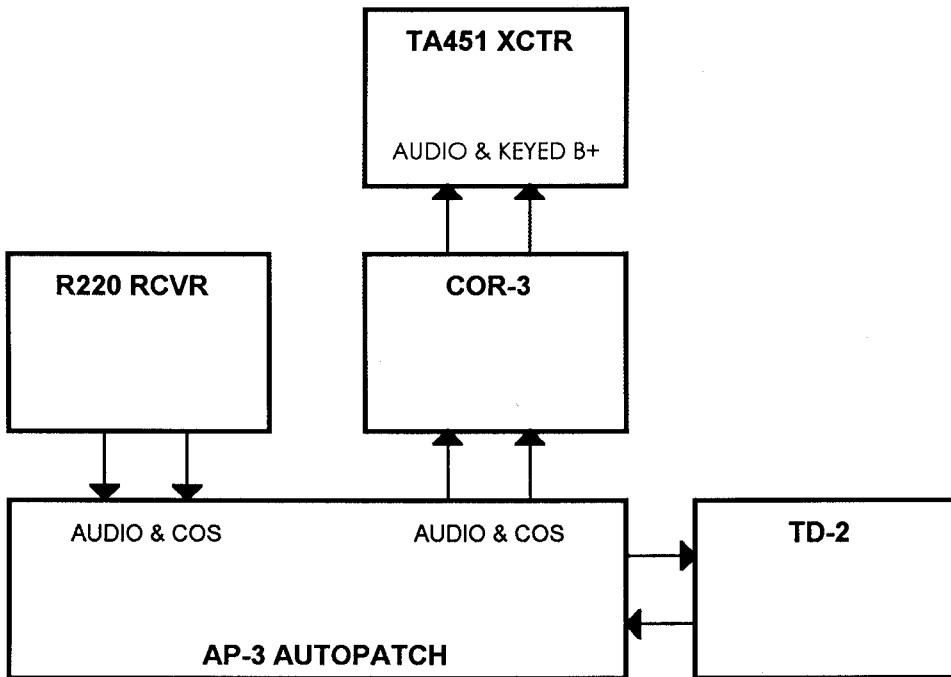 TA451 XCTR
AUDIO & KEYED B+
R220 RCVR
COR-3
AUDIO & COS
AUDIO & COS
TD-2
AP-3 AUTOPATCH